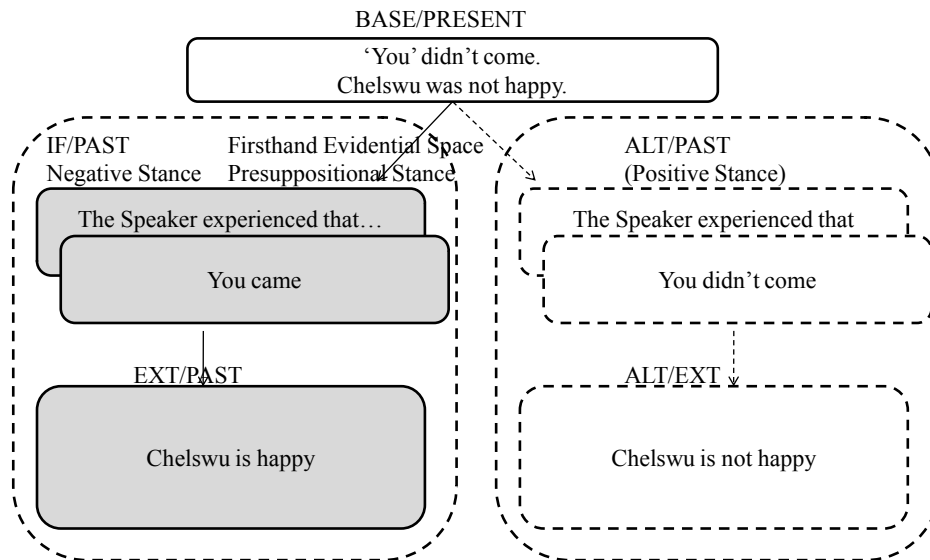 BASE/PRESENT
‘You’ didn’t come.
Chelswu was not happy.
IF/PAST
Negative Stance
Firsthand Evidential Space
Presuppositional Stance
The Speaker experienced that…
You came
EXT/PAST
Chelswu is happy
ALT/PAST
(Positive Stance)
The Speaker experienced that
You didn’t come
ALT/EXT
Chelswu is not happy